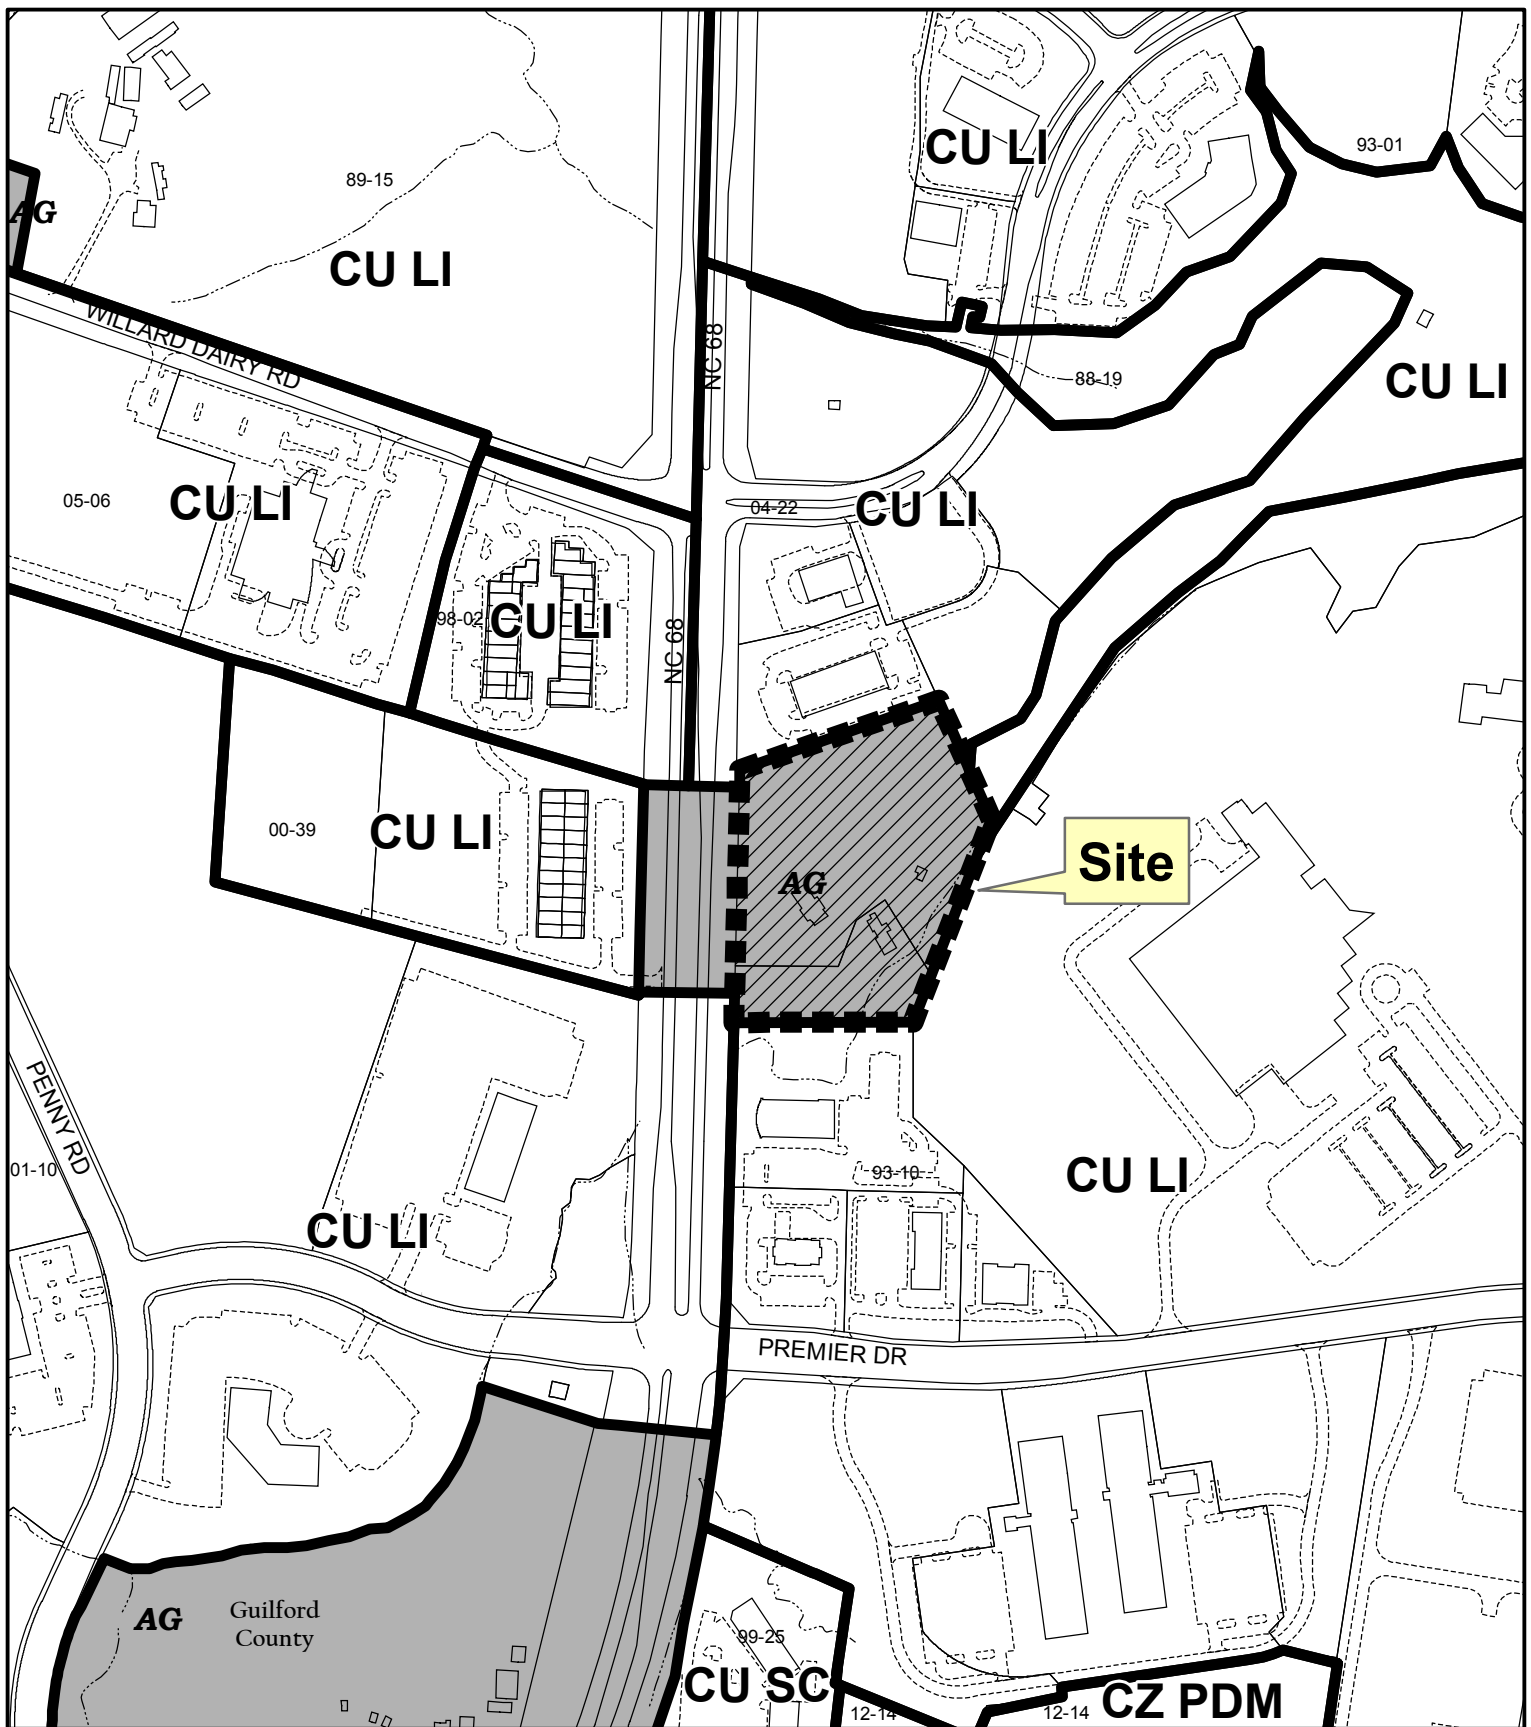 CU LI
93-01
89-15
AG
CU LI
WILLARD DAIRY RD
NC 68
88-19
CU LI
05-06
CU LI
04-22
CU LI
98-02
CU LI
NC 68
00-39
CU LI
AG
Site
PENNY RD
01-10
93-10
CU LI
CU LI
PREMIER DR
AG
Guilford
County
99-25
CU SC
12-14
12-14
CZ PDM